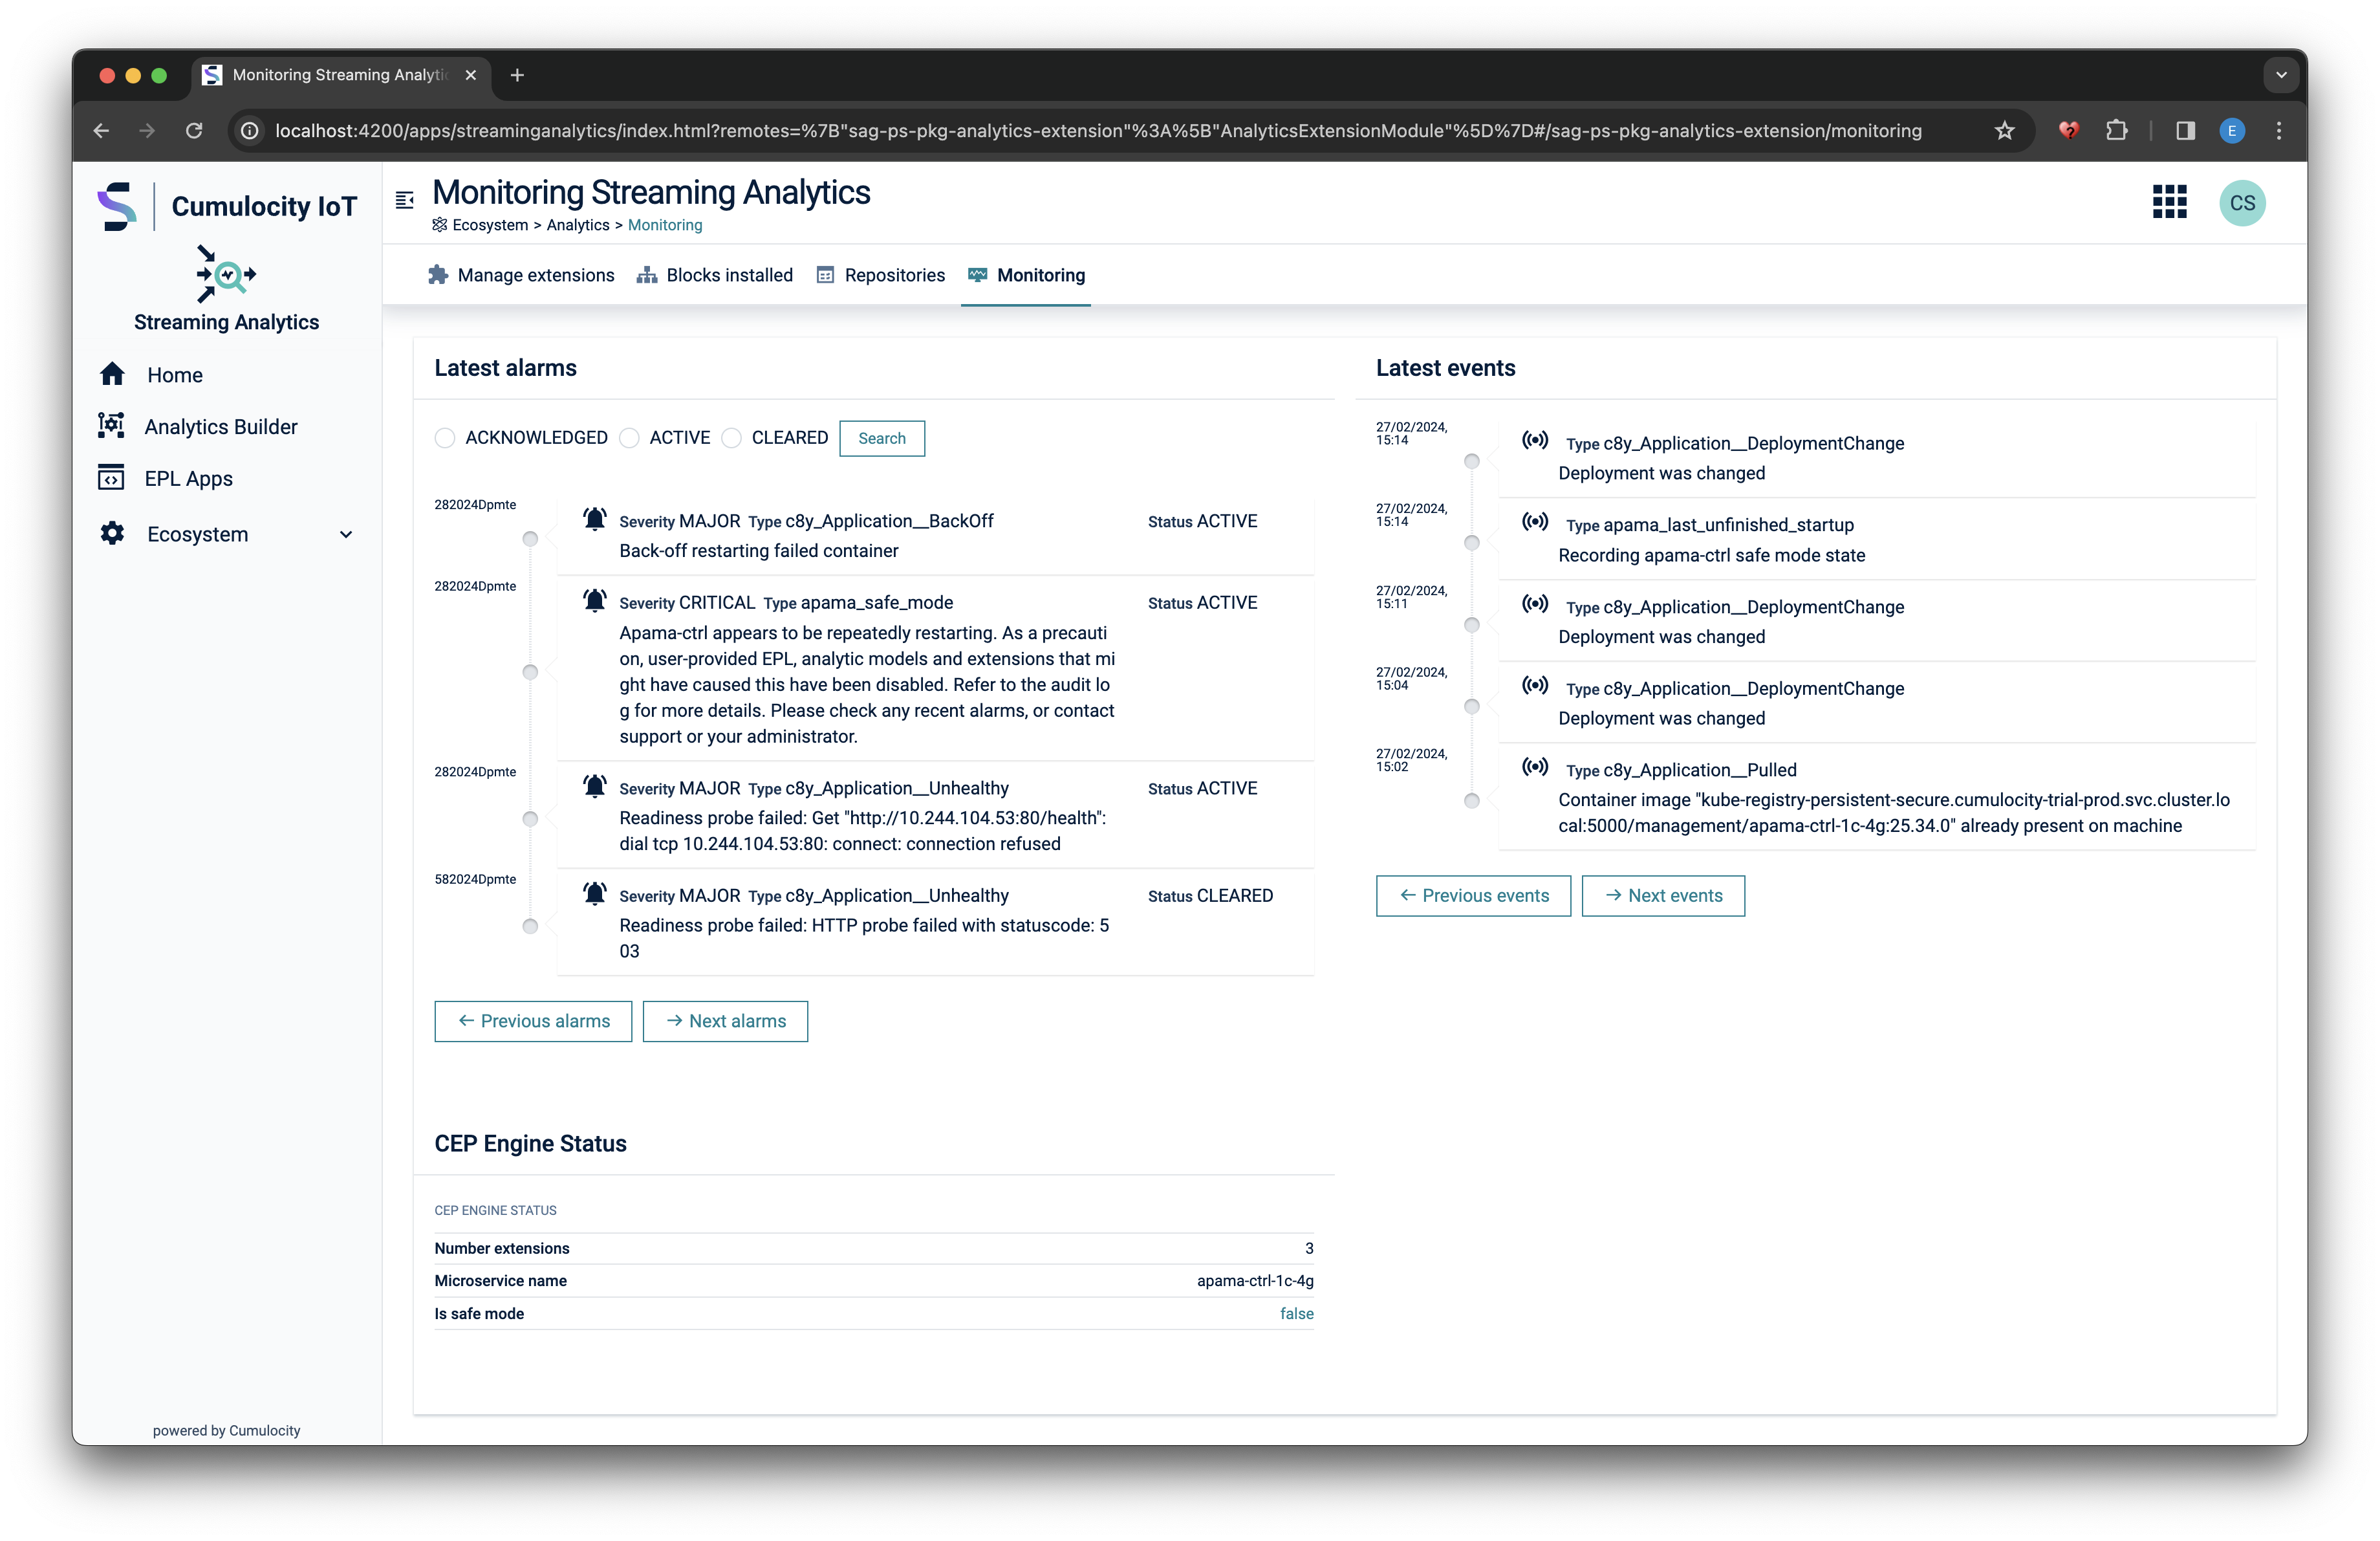 Monitoring Streaming Analytic
localhost:4200/apps/streaminganalytics/index.html?remotes=%7B"sag-ps-pkg-analytics-extension"%3A%5B"AnalyticsExtensionModule"%5D%7D#/sag-ps-pkg-analytics-extension/monitoring
E
Cumulocity IoT
Streaming Analytics
Home
Analytics Builder
EPL Apps
Ecosystem
powered by Cumulocity
Monitoring Streaming Analytics
Ecosystem > Analytics > Monitoring
CS
Manage extensions
Blocks installed
Repositories
Monitoring
Latest alarms
ACKNOWLEDGED ACTIVE CLEARED Search
282024Dpmte
Severity MAJOR Type c8y_Application__BackOff Status ACTIVE
Back-off restarting failed container
282024Dpmte
Severity CRITICAL Type apama_safe_mode Status ACTIVE
Apama-ctrl appears to be repeatedly restarting. As a precauti
on, user-provided EPL, analytic models and extensions that mi
ght have caused this have been disabled. Refer to the audit lo
g for more details. Please check any recent alarms, or contact
support or your administrator.
282024Dpmte
Severity MAJOR Type c8y_Application__Unhealthy Status ACTIVE
Readiness probe failed: Get "http://10.244.104.53:80/health":
dial tcp 10.244.104.53:80: connect: connection refused
582024Dpmte
Severity MAJOR Type c8y_Application__Unhealthy Status CLEARED
Readiness probe failed: HTTP probe failed with statuscode: 5
03
Previous alarms
Next alarms
Latest events
27/02/2024,
15:14
Type c8y_Application__DeploymentChange
Deployment was changed
27/02/2024,
15:14
Type apama_last_unfinished_startup
Recording apama-ctrl safe mode state
27/02/2024,
15:11
Type c8y_Application__DeploymentChange
Deployment was changed
27/02/2024,
15:04
Type c8y_Application__DeploymentChange
Deployment was changed
27/02/2024,
15:02
Type c8y_Application__Pulled
Container image "kube-registry-persistent-secure.cumulocity-trial-prod.svc.cluster.lo
cal:5000/management/apama-ctrl-1c-4g:25.34.0" already present on machine
Previous events
Next events
CEP Engine Status
CEP ENGINE STATUS
Number extensions 3
Microservice name apama-ctrl-1c-4g
Is safe mode false